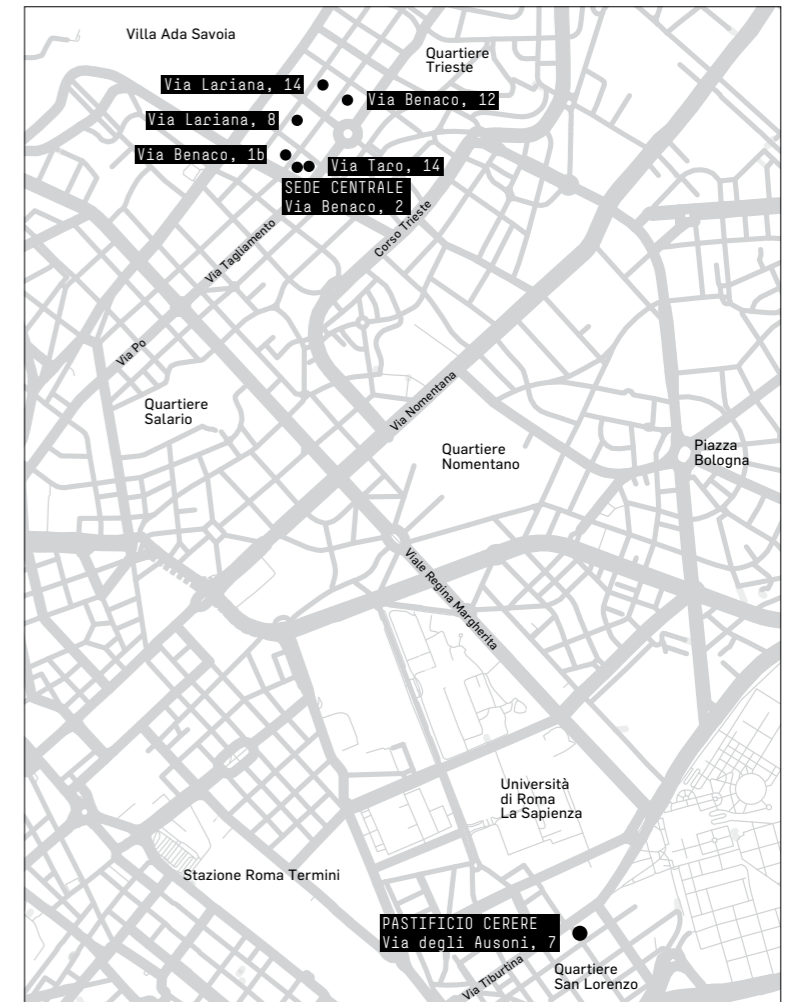 Villa Ada Savoia
Quartiere
Trieste
Via Lariana, 14
Via Benaco, 12
Via Lariana, 8
Via Benaco, 1b
Via Taro, 14
SEDE CENTRALE
Via Benaco, 2
Via Tagliamento
Corso Trieste
Via Po
Quartiere
Salario
Via Nomentana
Quartiere
Nomentano
Piazza
Bologna
Viale Regina Margherita
Università
di Roma
La Sapienza
Stazione Roma Termini
PASTIFICIO CERERE
Via degli Ausoni, 7
Via Tiburtina
Quartiere
San Lorenzo